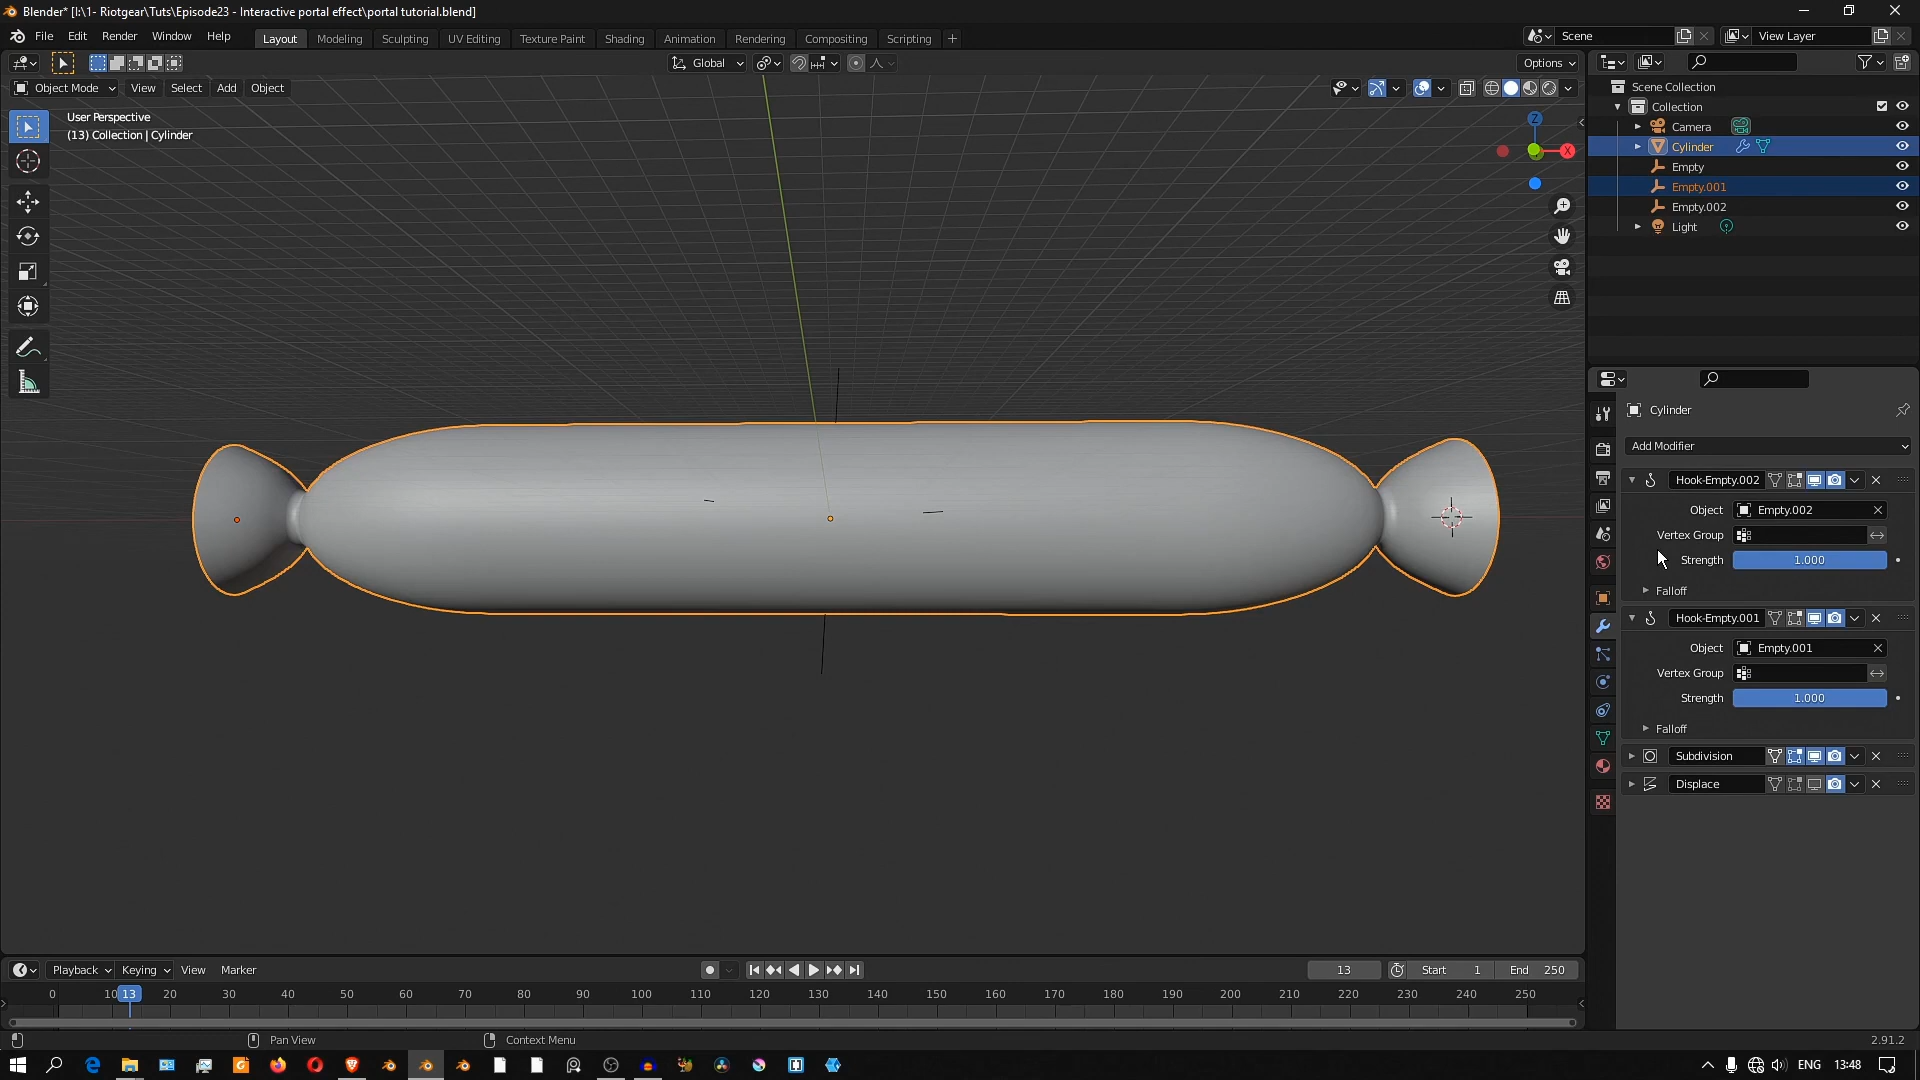 Blender* [I:\1- Riotgear\Tuts\Episode23 - Interactive portal effect\portal tutorial.blend]
File Edit Render Window Help Layout Modeling Sculpting UV Editing Texture Paint Shading Animation Rendering Compositing Scripting + Scene View Layer
Global Options
Object Mode View Select Add Object
User Perspective
(13) Collection | Cylinder
Z
X
Scene Collection
Collection
Camera
Cylinder
Empty
Empty.001
Empty.002
Light
Cylinder
Add Modifier
Hook-Empty.002
Object Empty.002
Vertex Group
Strength 1.000
Falloff
Hook-Empty.001
Object Empty.001
Vertex Group
Strength 1.000
Falloff
Subdivision
Displace
Playback Keying View Marker 13 Start 1 End 250
0 10 13 20 30 40 50 60 70 80 90 100 110 120 130 140 150 160 170 180 190 200 210 220 230 240 250
Pan View Context Menu 2.91.2
ENG 13:48